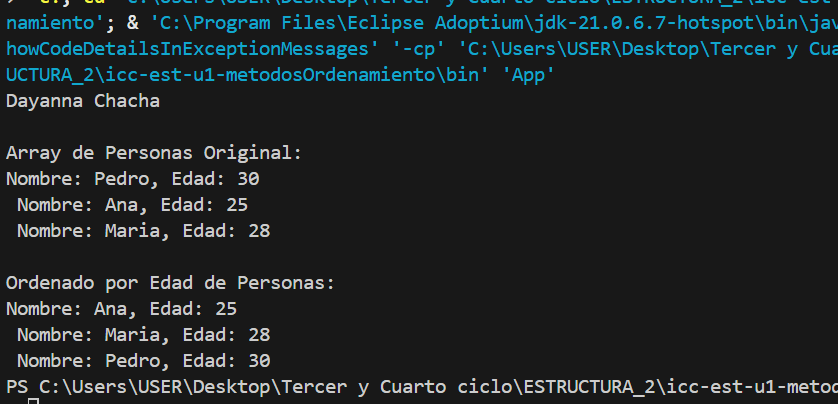 namiento'; & 'C:\Program Files\Eclipse Adoptium\jdk-21.0.6.7-hotspot\bin\jav
howCodeDetailsInExceptionMessages' '-cp' 'C:\Users\USER\Desktop\Tercer y Cua
UCTURA_2\icc-est-u1-metodosOrdenamiento\bin' 'App'
Dayanna Chacha
Array de Personas Original:
Nombre: Pedro, Edad: 30
Nombre: Ana, Edad: 25
Nombre: Maria, Edad: 28
Ordenado por Edad de Personas:
Nombre: Ana, Edad: 25
Nombre: Maria, Edad: 28
Nombre: Pedro, Edad: 30
PS C:\Users\USER\Desktop\Tercer y Cuarto ciclo\ESTRUCTURA_2\icc-est-u1-metod